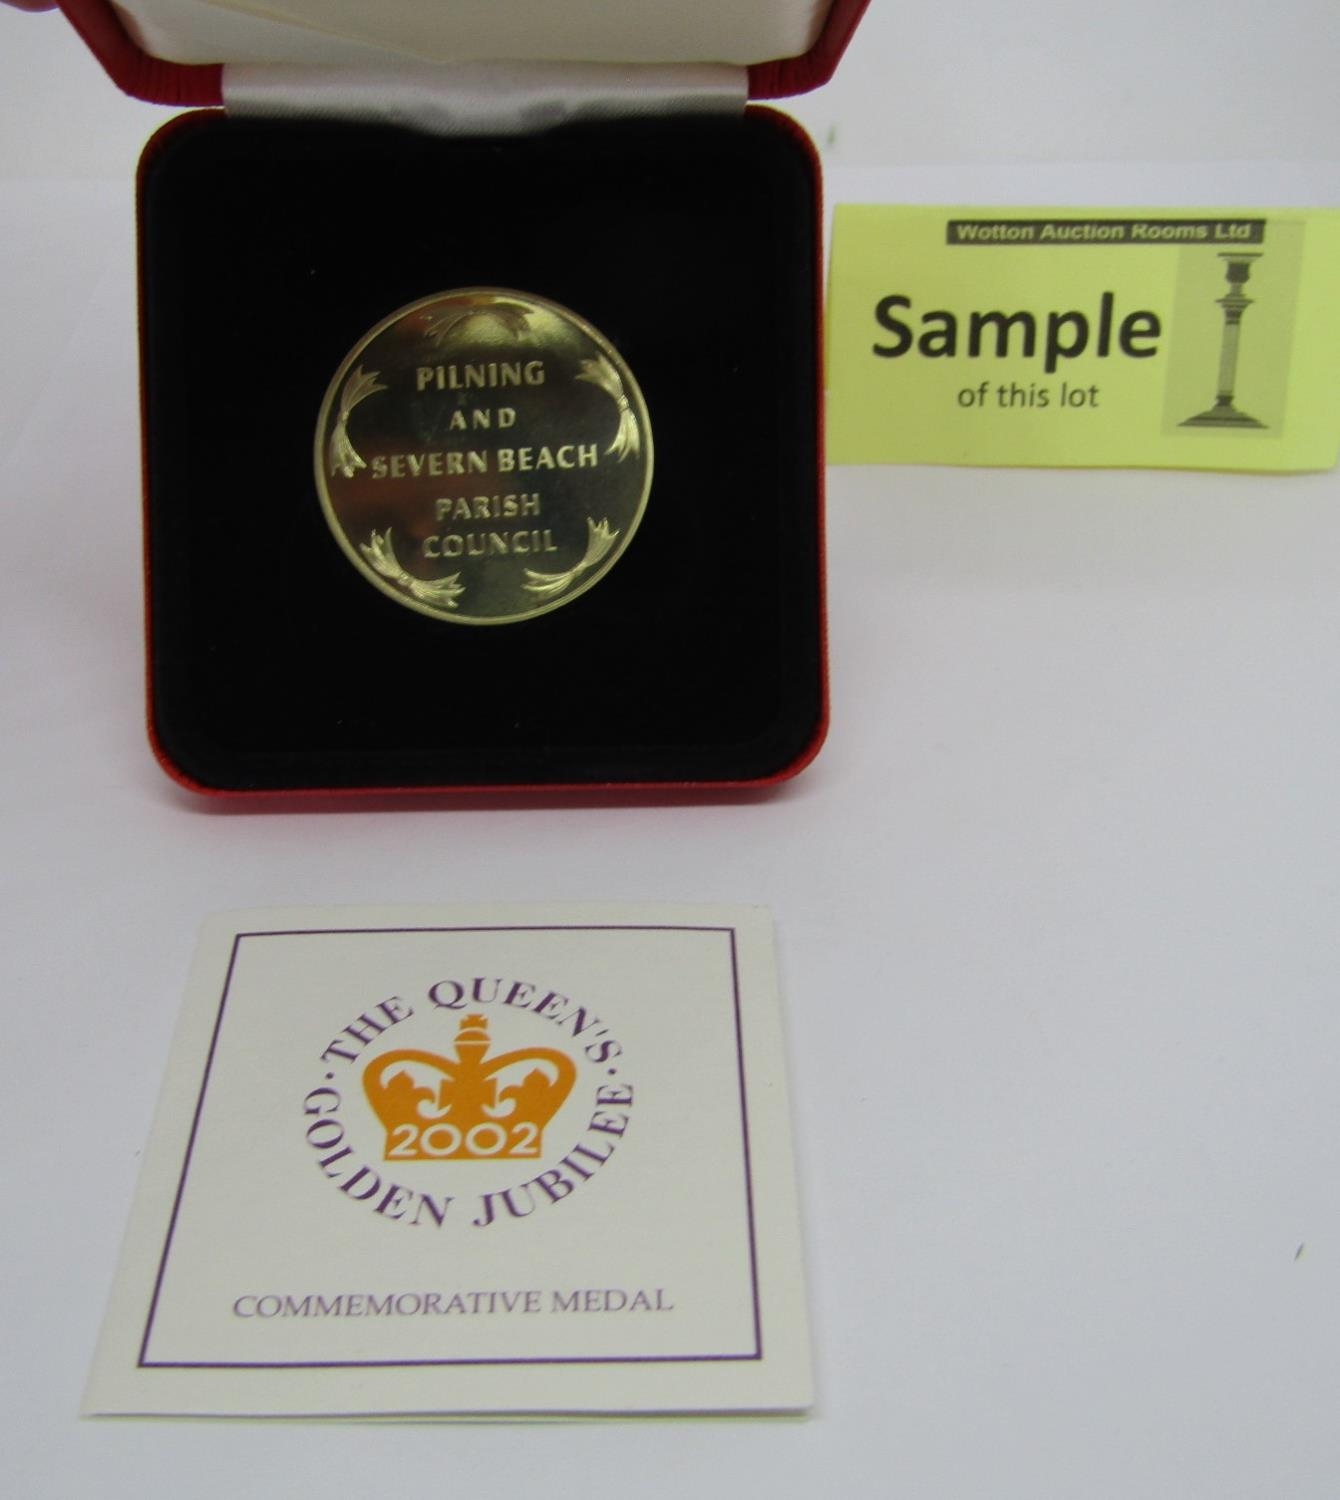 PILNING
AND
SEVERN BEACH
PARISH
COUNCIL
Wotton Auction Rooms Ltd
Sample
of this lot
· THE QUEEN'S ·
GOLDEN JUBILEE
2002
COMMEMORATIVE MEDAL